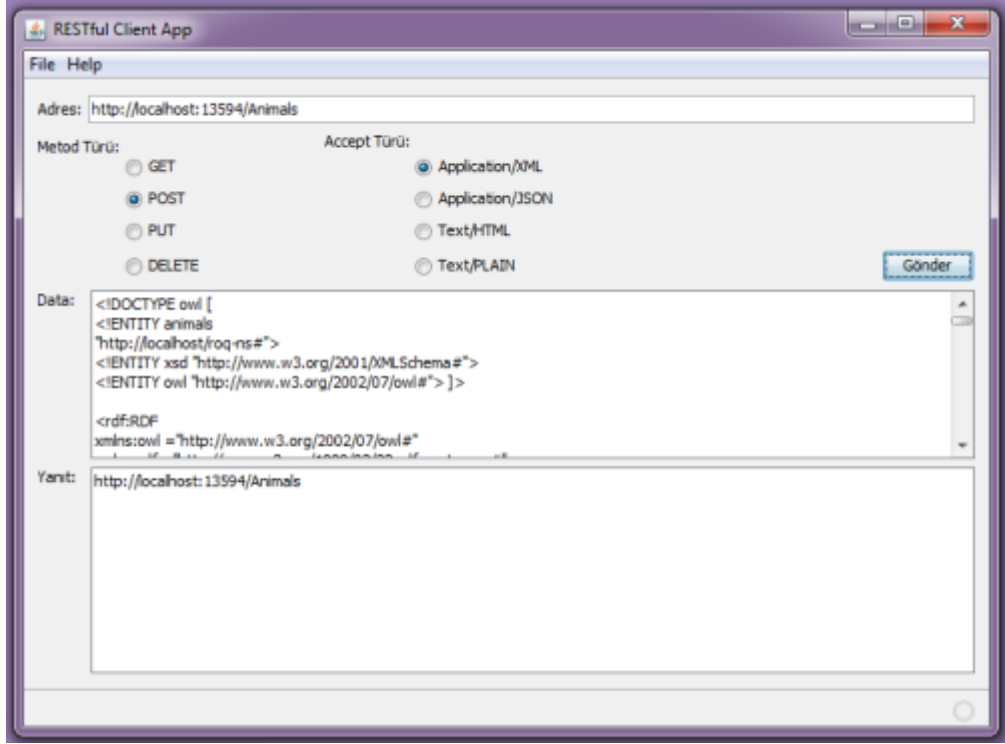 RESTful Client App
File Help
Adres: http://localhost:13594/Animals
Metod Türü:
GET
POST
PUT
DELETE
Accept Türü:
Application/XML
Application/JSON
Text/HTML
Text/PLAIN
Gönder
Data:
<!DOCTYPE owl [
<!ENTITY animals
"http://localhost/roq-ns#">
<!ENTITY xsd "http://www.w3.org/2001/XMLSchema#">
<!ENTITY owl "http://www.w3.org/2002/07/owl#"> ]>
<rdf:RDF
xmlns:owl ="http://www.w3.org/2002/07/owl#"
Yanıt: http://localhost:13594/Animals